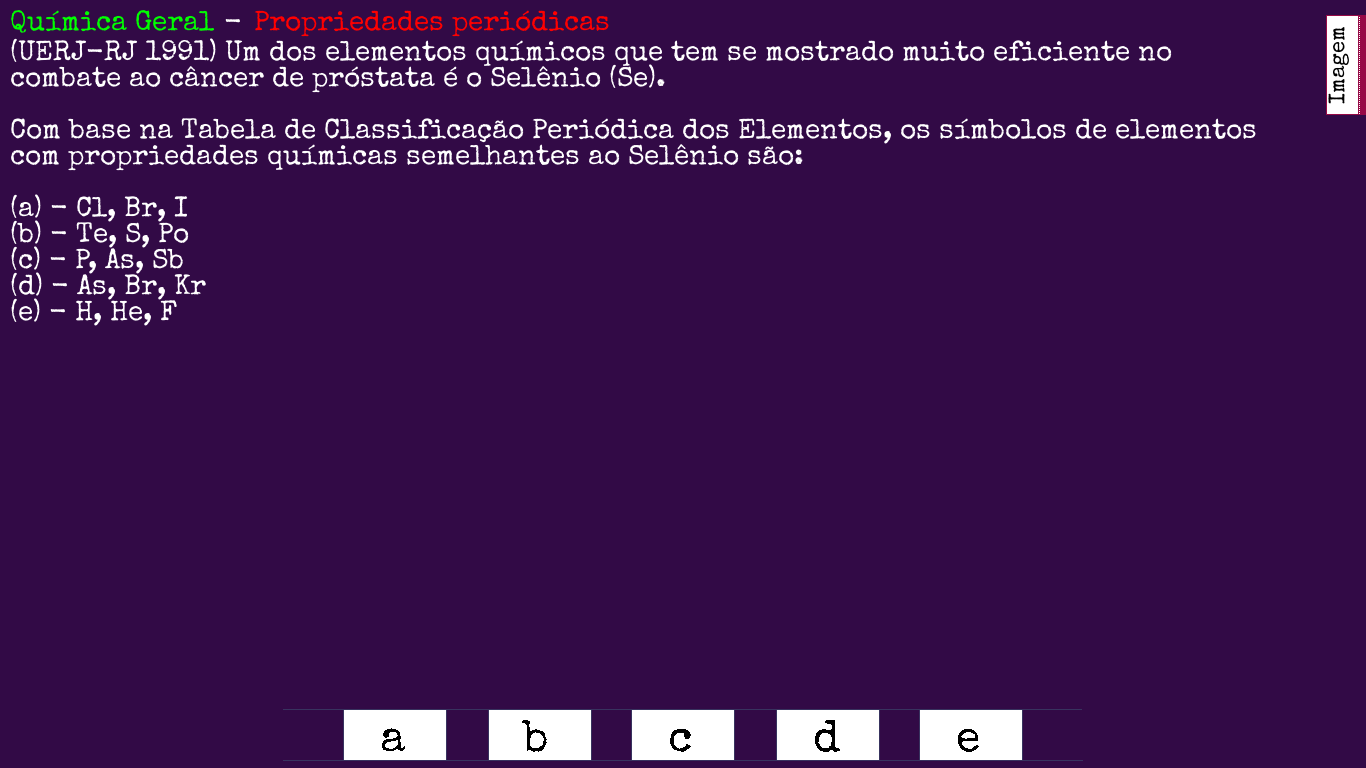 Química Geral - Propriedades periódicas
(UERJ-RJ 1991) Um dos elementos químicos que tem se mostrado muito eficiente no
combate ao câncer de próstata é o Selênio (Se).
Com base na Tabela de Classificação Periódica dos Elementos, os símbolos de elementos
com propriedades químicas semelhantes ao Selênio são:
(a) - Cl, Br, I
(b) - Te, S, Po
(c) - P, As, Sb
(d) - As, Br, Kr
(e) - H, He, F
Imagem
a b c d e